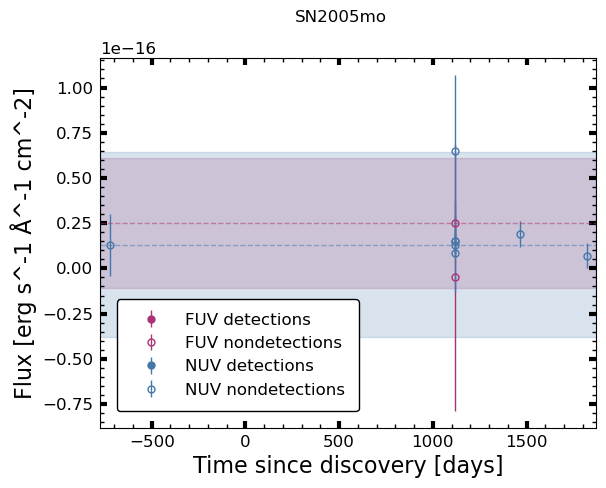 SN2005mo
1e−16
1.00
0.75
0.50
0.25
0.00
−0.25
−0.50
−0.75
Flux [erg s^-1 Å^-1 cm^-2]
FUV detections
FUV nondetections
NUV detections
NUV nondetections
−500 0 500 1000 1500
Time since discovery [days]